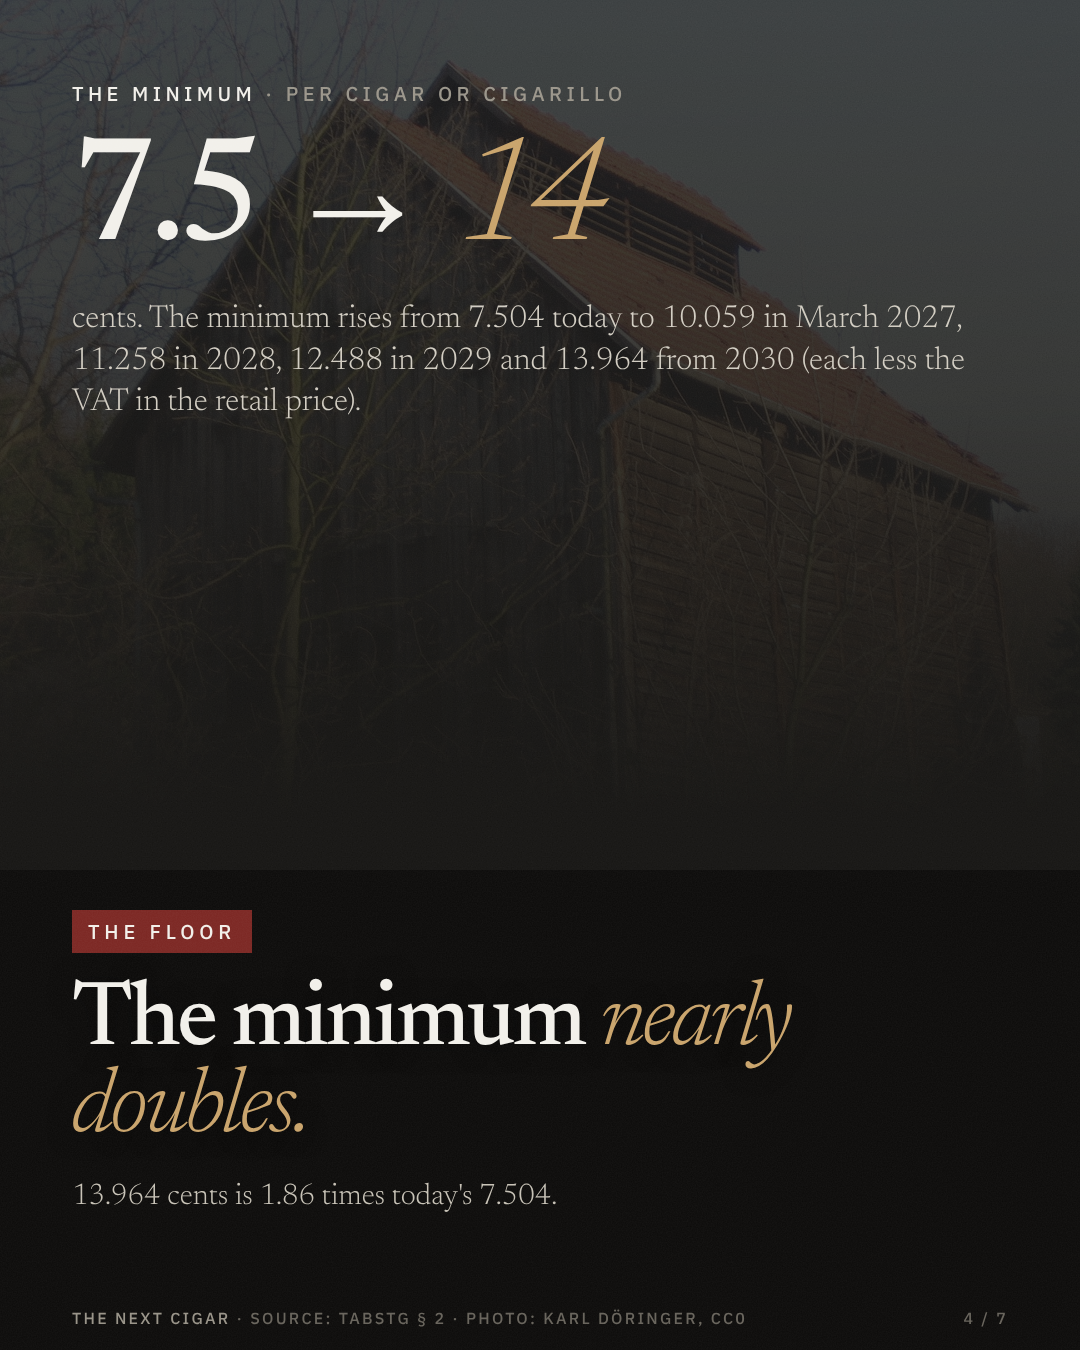 THE MINIMUM · PER CIGAR OR CIGARILLO
7.5 → 14
cents. The minimum rises from 7.504 today to 10.059 in March 2027,
11.258 in 2028, 12.488 in 2029 and 13.964 from 2030 (each less the
VAT in the retail price).
THE FLOOR
The minimum nearly
doubles.
13.964 cents is 1.86 times today's 7.504.
THE NEXT CIGAR · SOURCE: TABSTG § 2 · PHOTO: KARL DÖRINGER, CC0 4 / 7